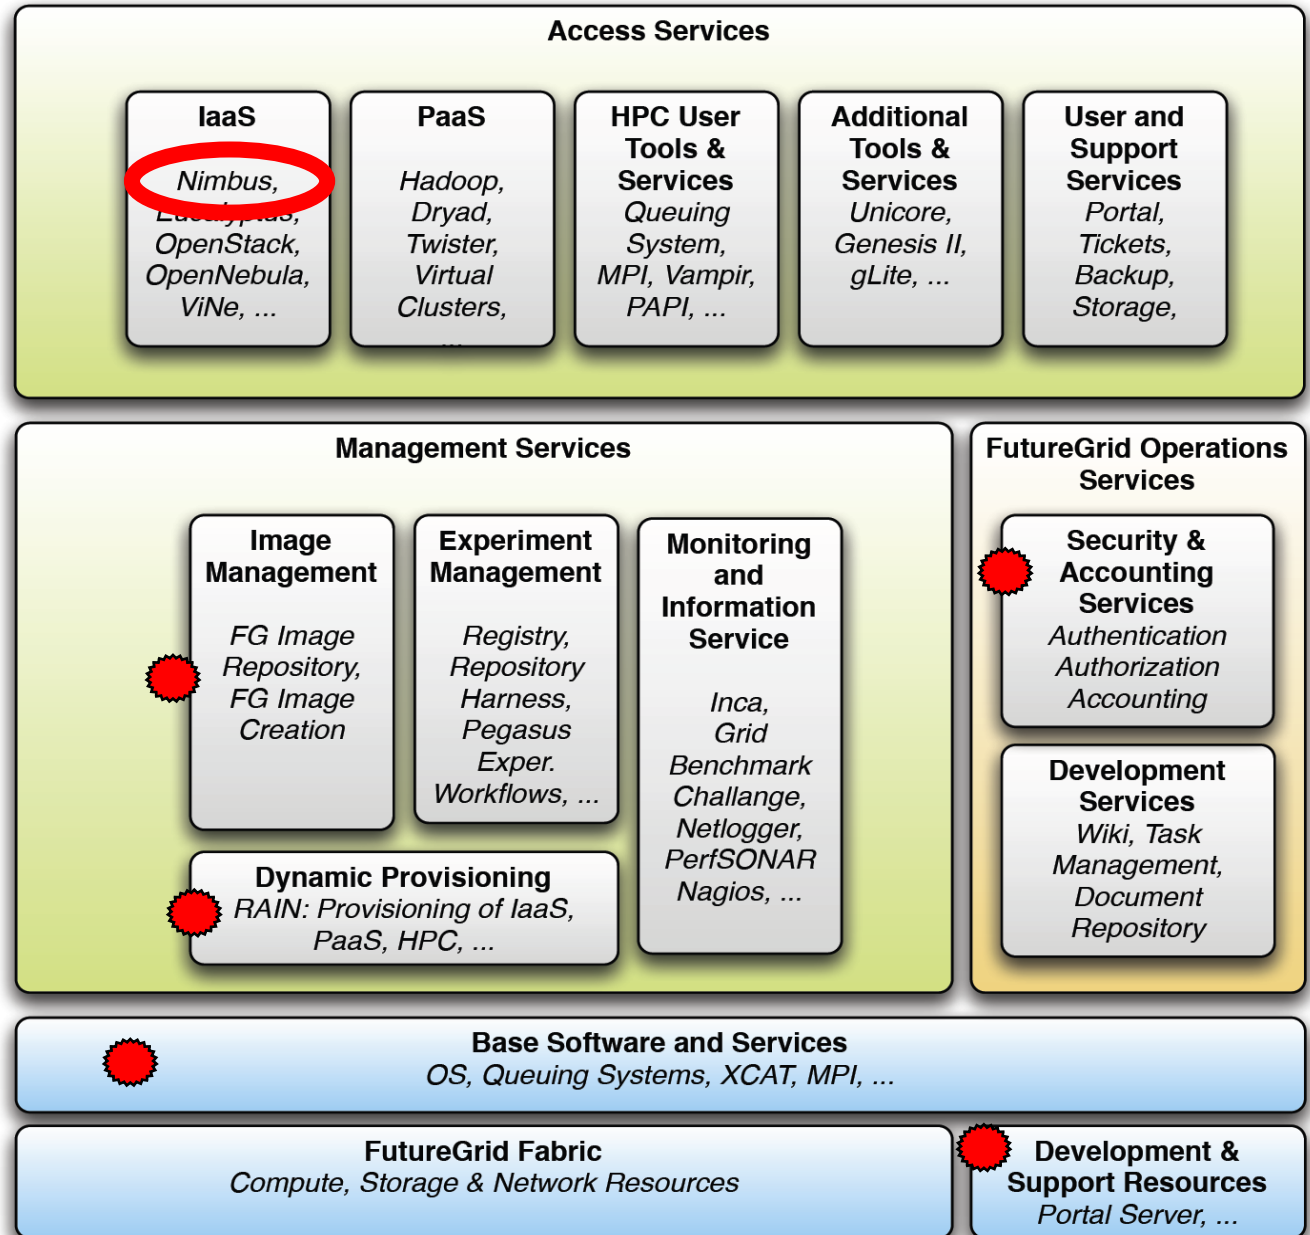 Access Services
IaaS
Nimbus,
Eucalyptus,
OpenStack,
OpenNebula,
ViNe, ...
PaaS
Hadoop,
Dryad,
Twister,
Virtual
Clusters,
...
HPC User
Tools &
Services
Queuing
System,
MPI, Vampir,
PAPI, ...
Additional
Tools &
Services
Unicore,
Genesis II,
gLite, ...
User and
Support
Services
Portal,
Tickets,
Backup,
Storage,
Management Services
Image
Management
FG Image
Repository,
FG Image
Creation
Experiment
Management
Registry,
Repository
Harness,
Pegasus
Exper.
Workflows, ...
Monitoring
and
Information
Service
Inca,
Grid
Benchmark
Challange,
Netlogger,
PerfSONAR
Nagios, ...
Dynamic Provisioning
RAIN: Provisioning of IaaS,
PaaS, HPC, ...
FutureGrid Operations
Services
Security &
Accounting
Services
Authentication
Authorization
Accounting
Development
Services
Wiki, Task
Management,
Document
Repository
Base Software and Services
OS, Queuing Systems, XCAT, MPI, ...
FutureGrid Fabric
Compute, Storage & Network Resources
Development &
Support Resources
Portal Server, ...